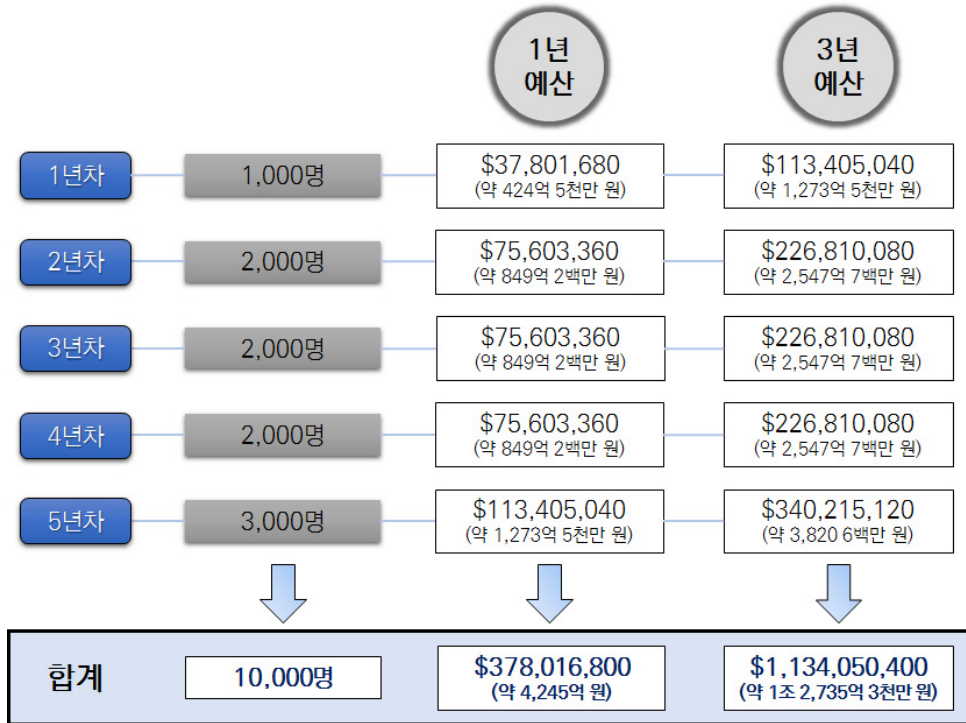 1년
예산
3년
예산
1년차
1,000명
$37,801,680
(약 424억 5천만 원)
$113,405,040
(약 1,273억 5천만 원)
2년차
2,000명
$75,603,360
(약 849억 2백만 원)
$226,810,080
(약 2,547억 7백만 원)
3년차
2,000명
$75,603,360
(약 849억 2백만 원)
$226,810,080
(약 2,547억 7백만 원)
4년차
2,000명
$75,603,360
(약 849억 2백만 원)
$226,810,080
(약 2,547억 7백만 원)
5년차
3,000명
$113,405,040
(약 1,273억 5천만 원)
$340,215,120
(약 3,820 6백만 원)
합계
10,000명
$378,016,800
(약 4,245억 원)
$1,134,050,400
(약 1조 2,735억 3천만 원)